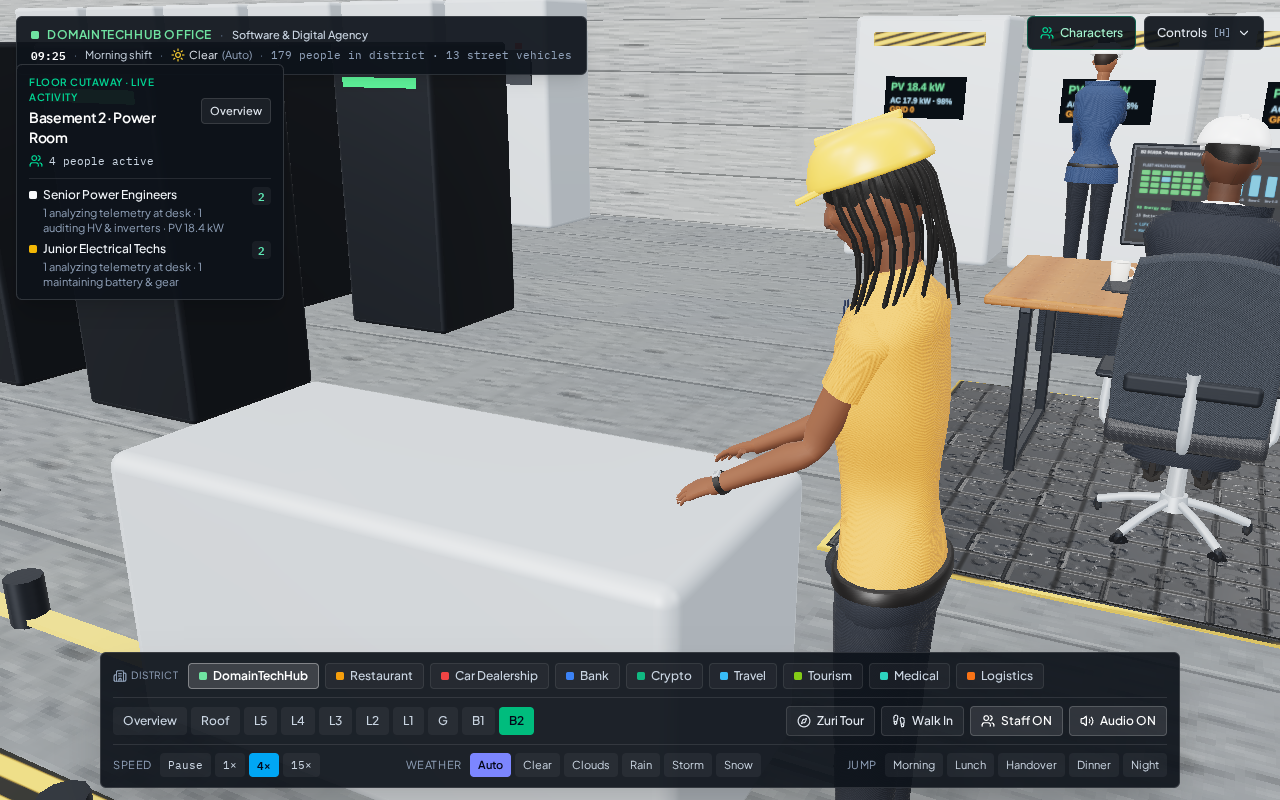 DOMAINTECHHUB OFFICE · Software & Digital Agency
09:25 · Morning shift · Clear (Auto) · 179 people in district · 13 street vehicles
Characters
Controls [H]
FLOOR CUTAWAY · LIVE
ACTIVITY
Overview
Basement 2 · Power
Room
4 people active
Senior Power Engineers 2
1 analyzing telemetry at desk · 1
auditing HV & inverters · PV 18.4 kW
Junior Electrical Techs 2
1 analyzing telemetry at desk · 1
maintaining battery & gear
PV 18.4 kW
AC 17.9 kW · 98%
GRID 0
DISTRICT DomainTechHub Restaurant Car Dealership Bank Crypto Travel Tourism Medical Logistics
Overview Roof L5 L4 L3 L2 L1 G B1 B2 Zuri Tour Walk In Staff ON Audio ON
SPEED Pause 1× 4× 15× WEATHER Auto Clear Clouds Rain Storm Snow JUMP Morning Lunch Handover Dinner Night